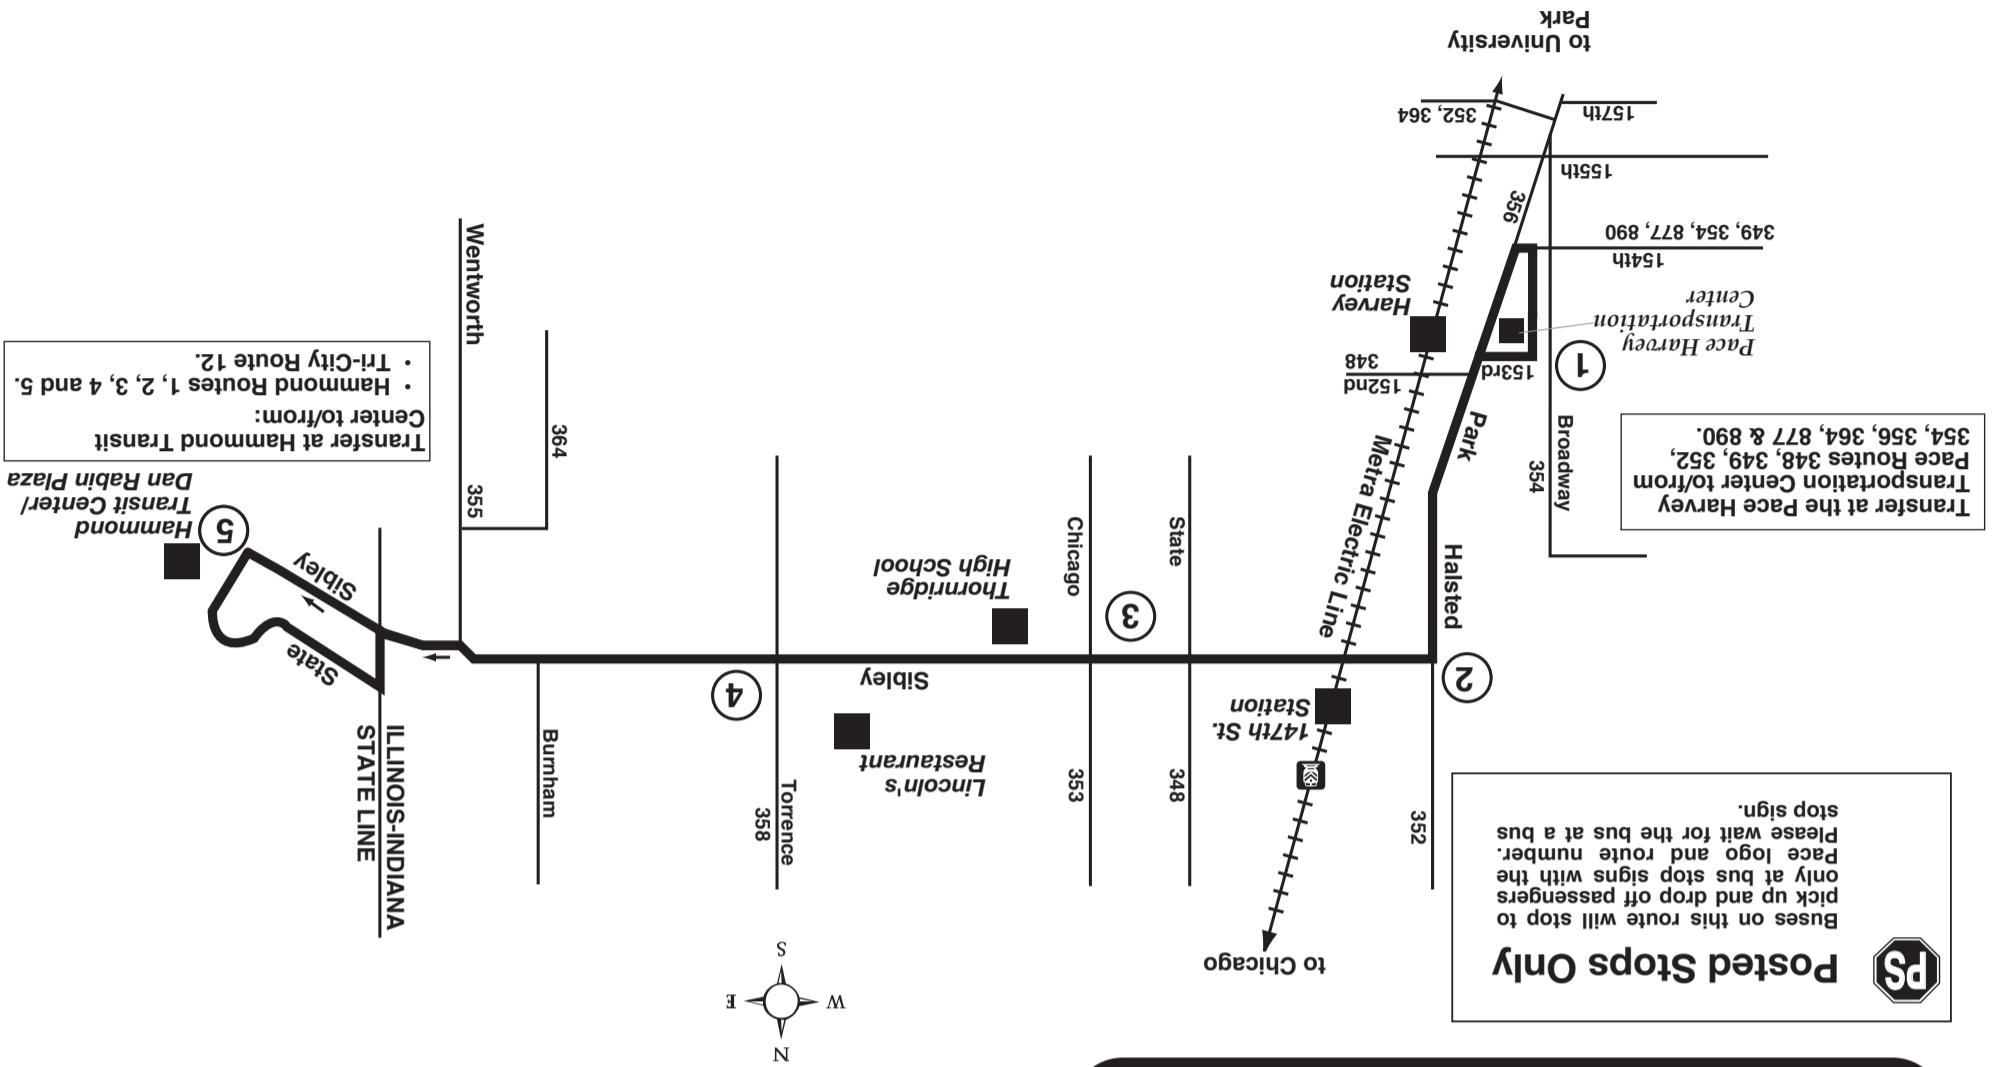 PS
Posted Stops Only
Buses on this route will stop to
pick up and drop off passengers
only at bus stop signs with the
Pace logo and route number.
Please wait for the bus at a bus
stop sign.
N
W
E
S
to Chicago
ILLINOIS-INDIANA
STATE LINE
352
348
353
Torrence
358
Burnham
147th St.
Station
Lincoln's
Restaurant
2
Sibley
4
State
3
Halsted
State
Chicago
Thornridge
High School
Sibley
5
Hammond
Transit Center/
Dan Rabin Plaza
Metra Electric Line
Transfer at the Pace Harvey
Transportation Center to/from
Pace Routes 348, 349, 352,
354, 356, 364, 877 & 890.
Broadway
354
Park
355
364
Transfer at Hammond Transit
Center to/from:
• Hammond Routes 1, 2, 3, 4 and 5.
• Tri-City Route 12.
1
153rd
152nd
348
Pace Harvey
Transportation
Center
Harvey
Station
Wentworth
154th
349, 354, 877, 890
356
155th
157th
352, 364
to University
Park